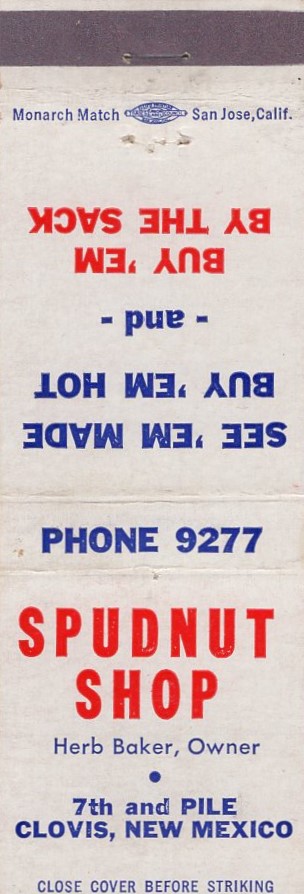 Monarch Match San Jose, Calif.
SEE 'EM MADE
BUY 'EM HOT
- and -
BUY 'EM
BY THE SACK
PHONE 9277
SPUDNUT
SHOP
Herb Baker, Owner
•
7th and PILE
CLOVIS, NEW MEXICO
CLOSE COVER BEFORE STRIKING